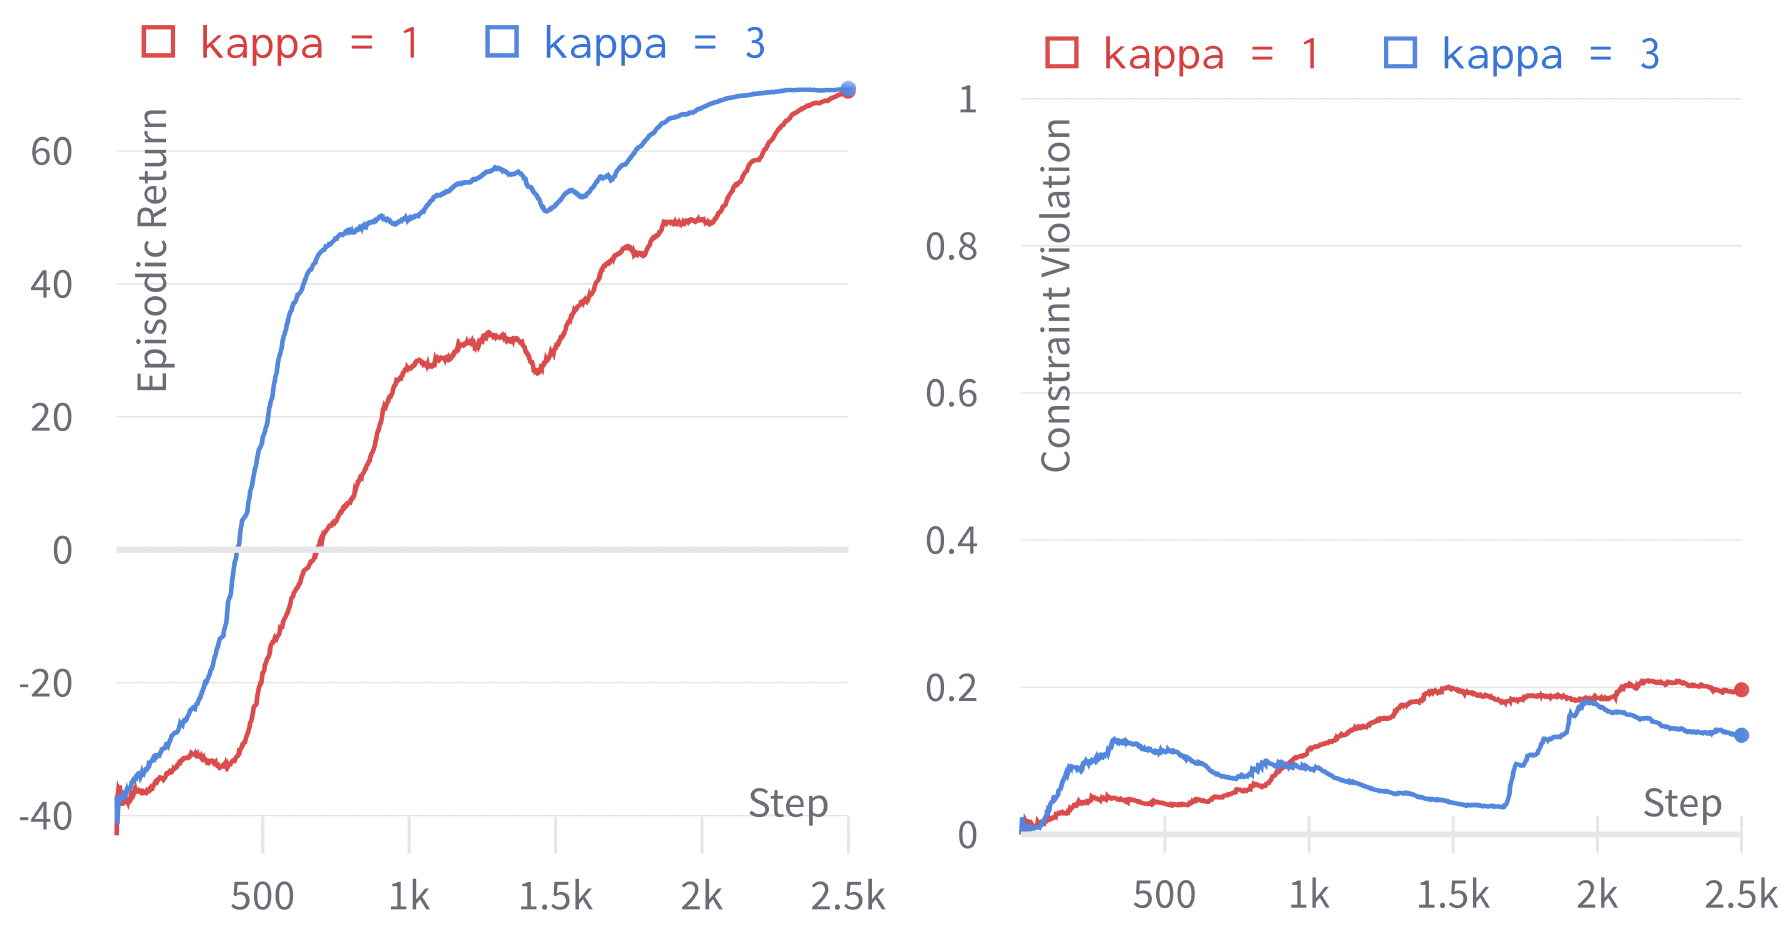 kappa = 1 kappa = 3
Episodic Return
60
40
20
0
-20
-40
Step
500 1k 1.5k 2k 2.5k
kappa = 1 kappa = 3
Constraint Violation
1
0.8
0.6
0.4
0.2
0
Step
500 1k 1.5k 2k 2.5k